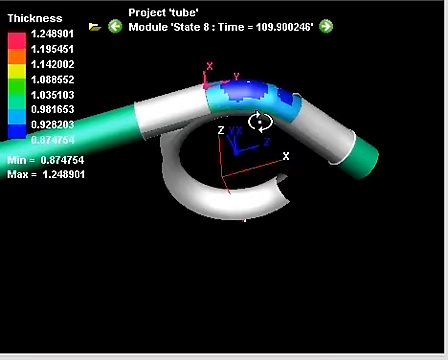 Project 'tube'
Thickness
Module 'State 8 : Time = 109.900246'
1.248901
1.195451
1.142002
1.088552
1.035103
0.981653
0.928203
0.874754
Min = 0.874754
Max = 1.248901
X
Y
Z
X
X
Z